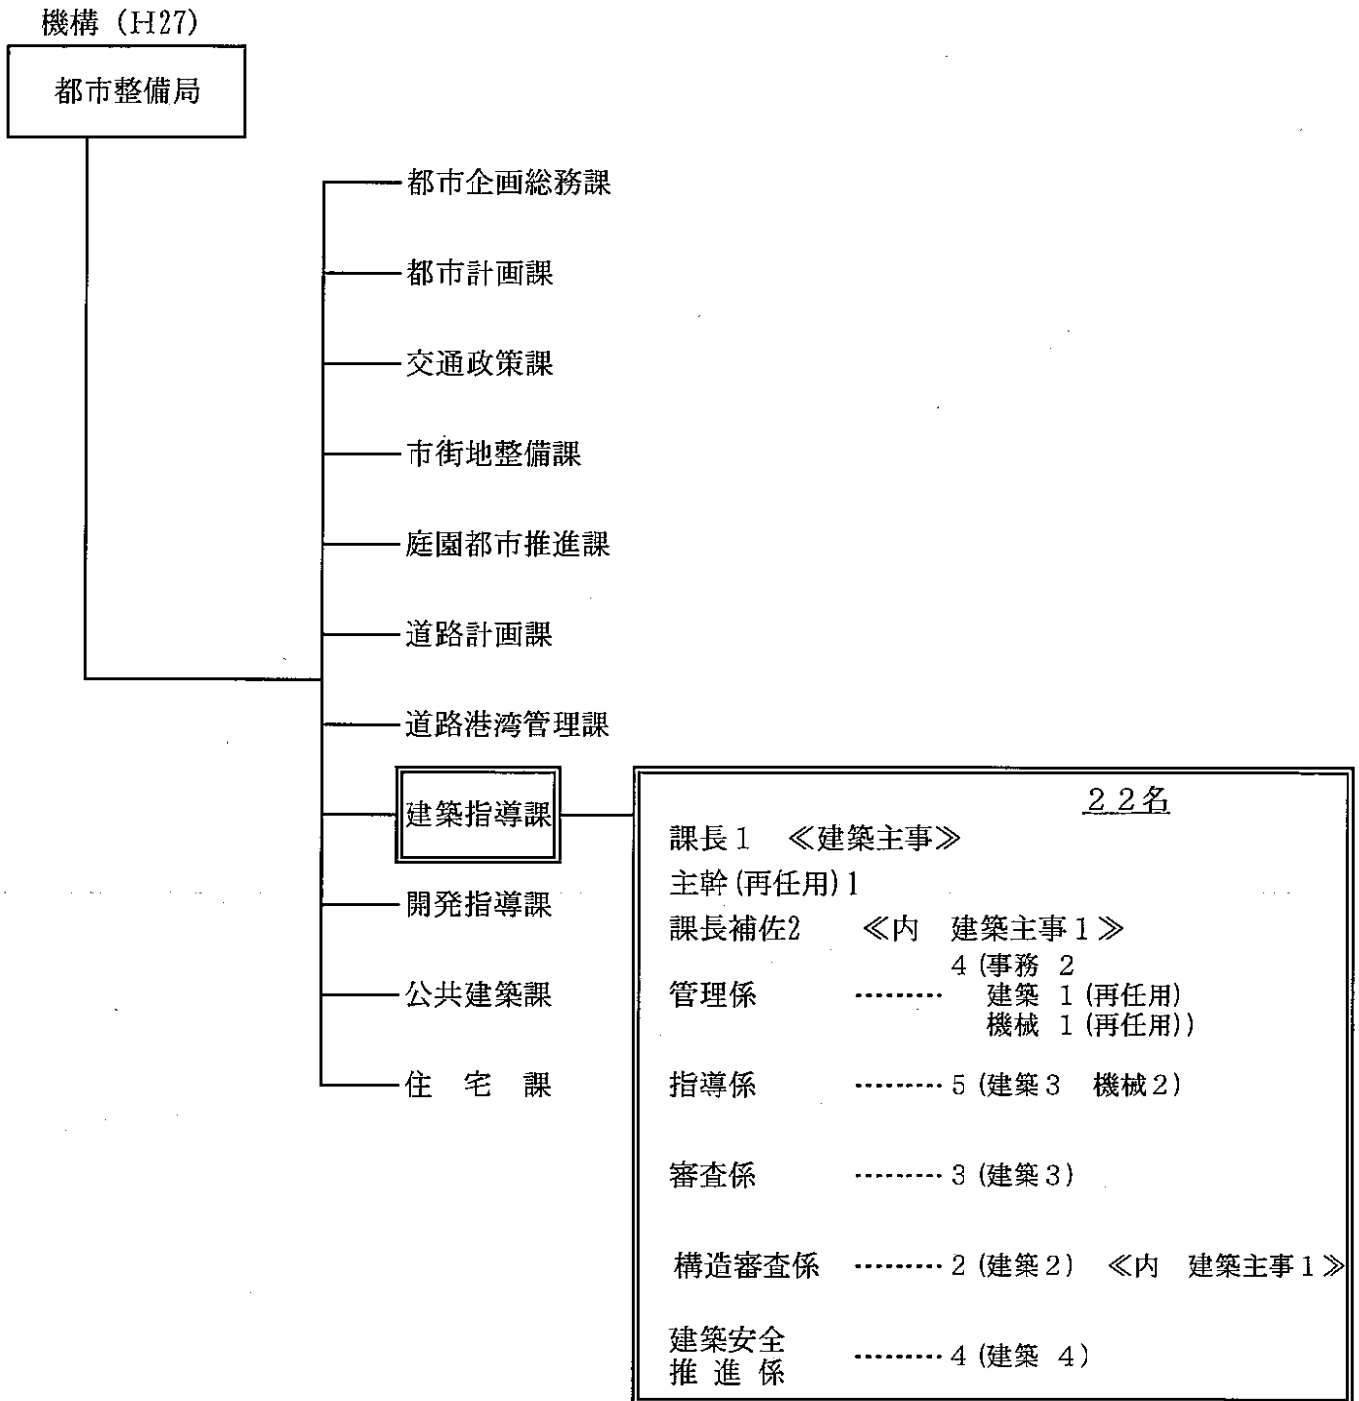 機構（H27）
都市整備局
都市企画総務課
都市計画課
交通政策課
市街地整備課
庭園都市推進課
道路計画課
道路港湾管理課
建築指導課
開発指導課
公共建築課
住　宅　課
２２名
課長１　≪建築主事≫
主幹(再任用)１
課長補佐2　　≪内　建築主事１≫
管理係　………　4 (事務 2
建築 1 (再任用)
機械 1 (再任用))
指導係　………　5 (建築３　機械２)
審査係　………　3 (建築３)
構造審査係　………　2 (建築２)　≪内　建築主事１≫
建築安全
推 進 係　………　4 (建築 ４)